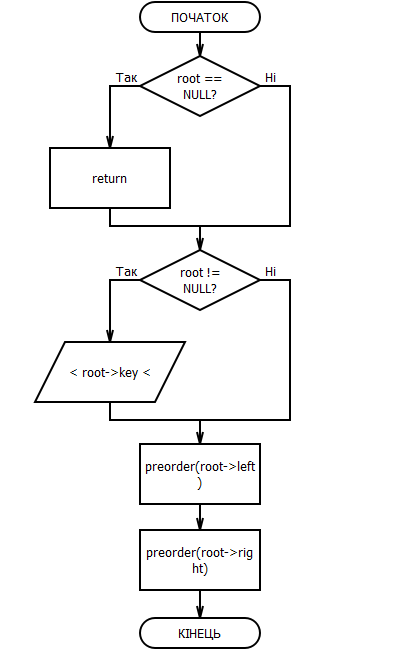 ПОЧАТОК
root ==
NULL?
Так
Ні
return
root !=
NULL?
Так
Ні
< root->key <
preorder(root->left
)
preorder(root->rig
ht)
КІНЕЦЬ